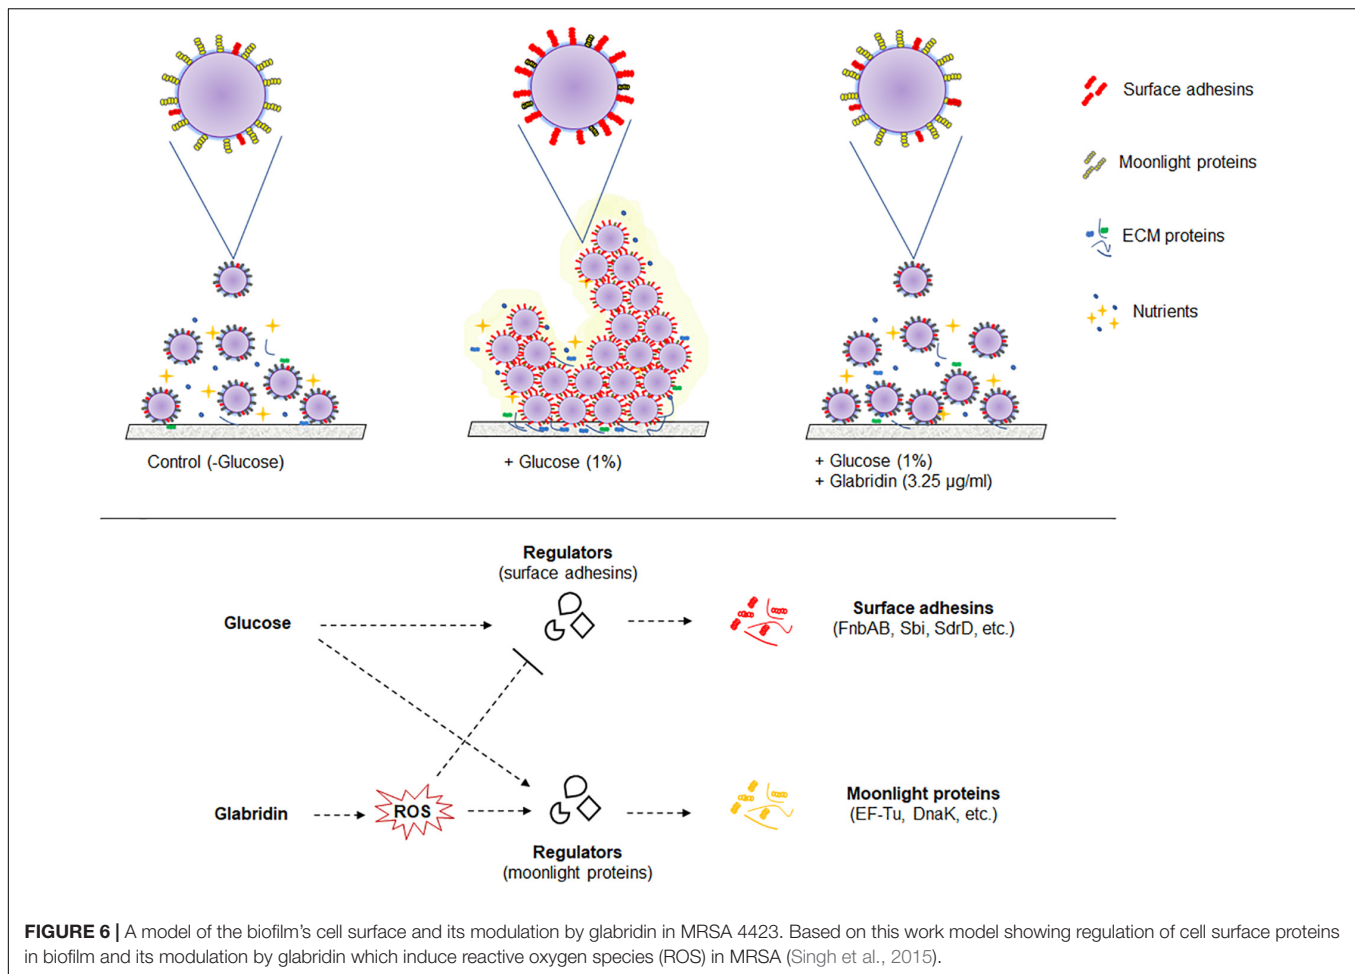 Surface adhesins
Moonlight proteins
ECM proteins
Nutrients
Control (-Glucose)
+ Glucose (1%)
+ Glucose (1%)
+ Glabridin (3.25 µg/ml)
Regulators
(surface adhesins)
Glucose
Surface adhesins
(FnbAB, Sbi, SdrD, etc.)
Glabridin
ROS
Moonlight proteins
(EF-Tu, DnaK, etc.)
Regulators
(moonlight proteins)
FIGURE 6 | A model of the biofilm's cell surface and its modulation by glabridin in MRSA 4423. Based on this work model showing regulation of cell surface proteins
in biofilm and its modulation by glabridin which induce reactive oxygen species (ROS) in MRSA (Singh et al., 2015).